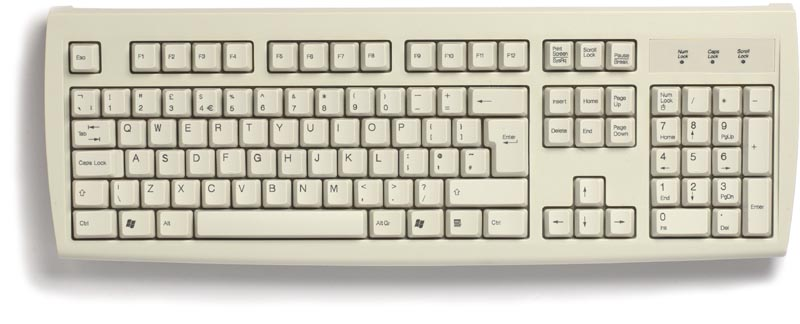 Esc F1 F2 F3 F4 F5 F6 F7 F8 F9 F10 F11 F12 Print Screen SysRq Scroll Lock Pause Break Num Lock Caps Lock Scroll Lock
¬ ` ¦ ! 1 " 2 £ 3 $ 4 € % 5 ^ 6 & 7 * 8 ( 9 ) 0 _ - + = ← Insert Home Page Up Num Lock / * -
Tab Q W E R T Y U I O P { [ } ] Enter Delete End Page Down 7 Home 8 ↑ 9 PgUp +
Caps Lock A S D F G H J K L : ; @ ' ~ # 4 ← 5 6 →
⇧ | \ Z X C V B N M < , > . ? / ⇧ ↑ 1 End 2 ↓ 3 PgDn Enter
Ctrl Alt Alt Gr Ctrl ← ↓ → 0 Ins . Del